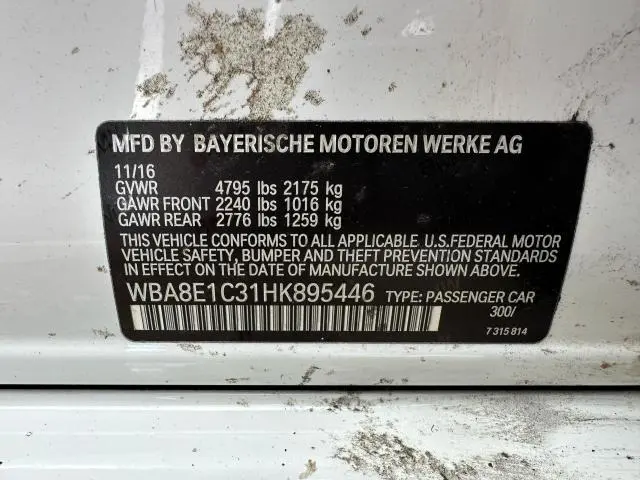 MFD BY BAYERISCHE MOTOREN WERKE AG
11/16
GVWR 4795 lbs 2175 kg
GAWR FRONT 2240 lbs 1016 kg
GAWR REAR 2776 lbs 1259 kg
THIS VEHICLE CONFORMS TO ALL APPLICABLE U.S.FEDERAL MOTOR
VEHICLE SAFETY, BUMPER AND THEFT PREVENTION STANDARDS
IN EFFECT ON THE DATE OF MANUFACTURE SHOWN ABOVE.
WBA8E1C31HK895446 TYPE: PASSENGER CAR
300/
7 315 814